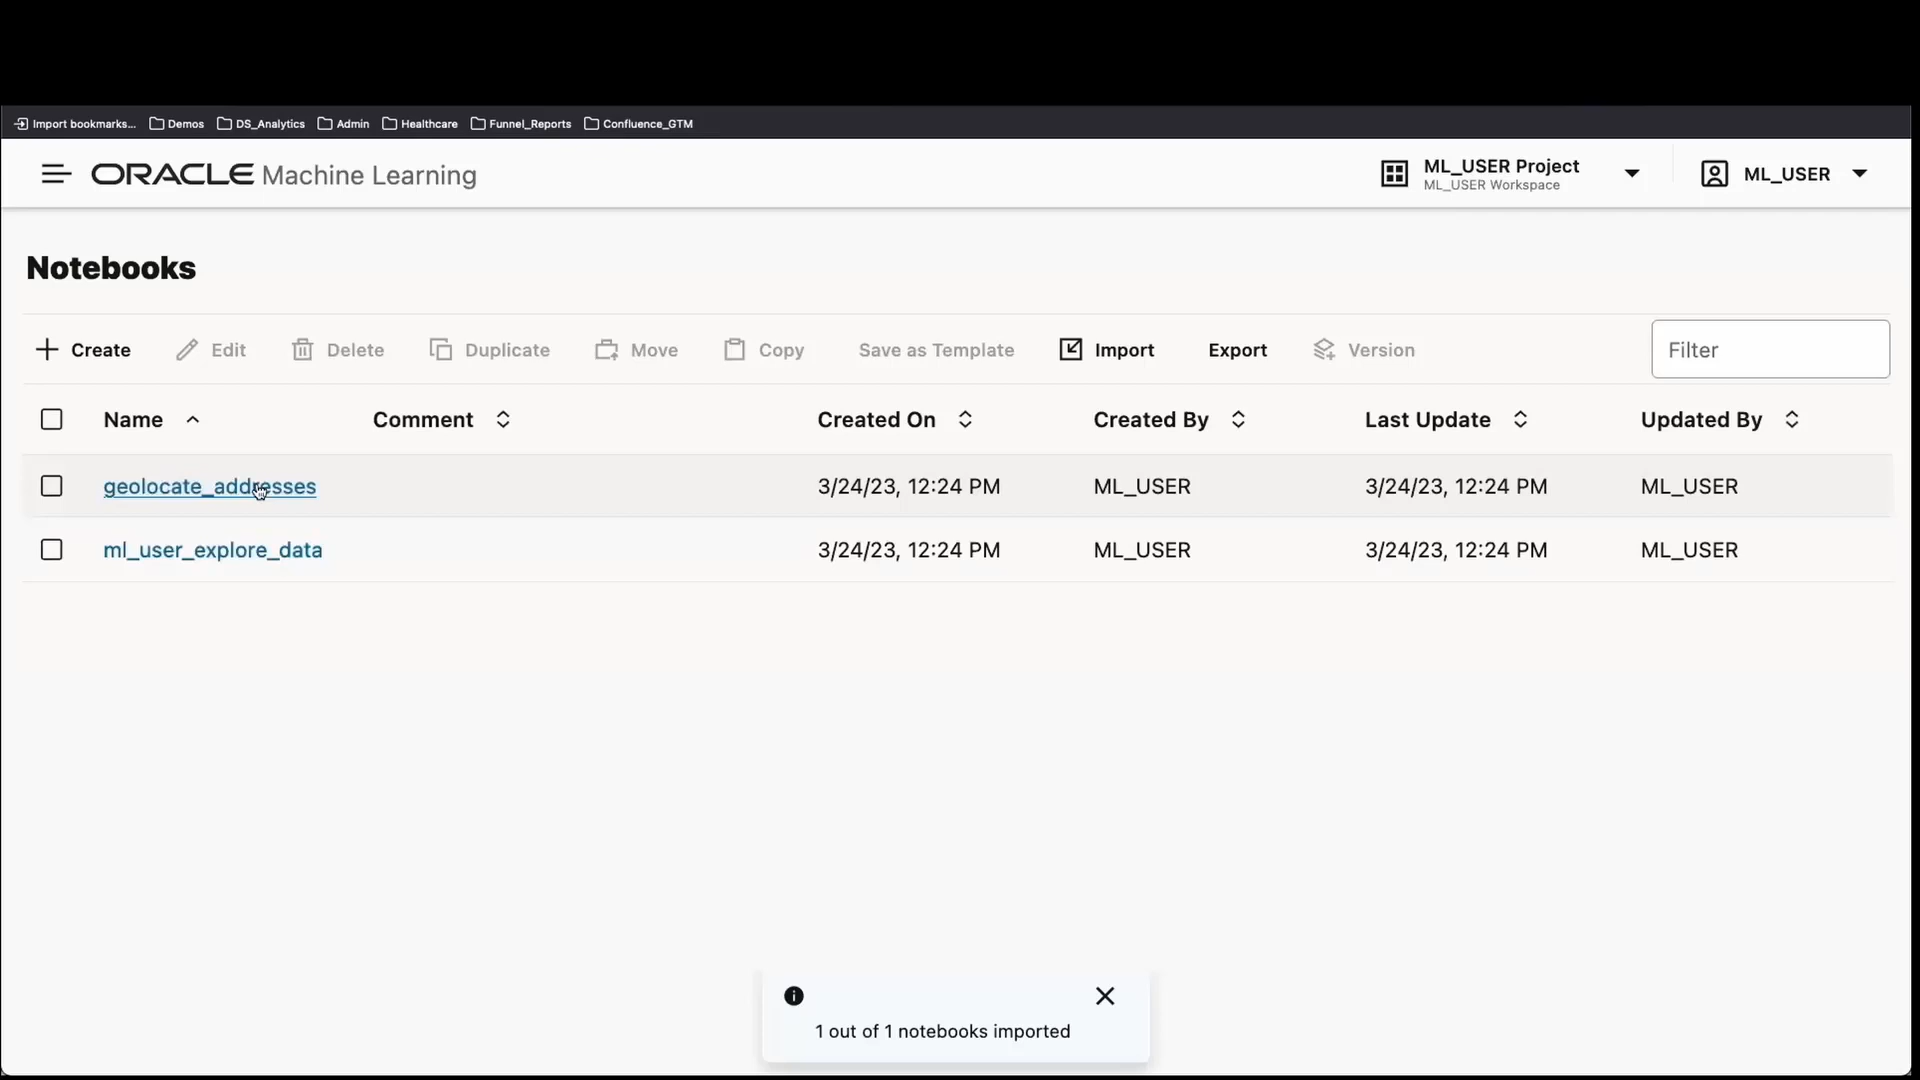 Import bookmarks... Demos DS_Analytics Admin Healthcare Funnel_Reports Confluence_GTM
ORACLE Machine Learning
ML_USER Project
ML_USER Workspace
ML_USER
Notebooks
Create Edit Delete Duplicate Move Copy Save as Template Import Export Version Filter
Name Comment Created On Created By Last Update Updated By
geolocate_addresses 3/24/23, 12:24 PM ML_USER 3/24/23, 12:24 PM ML_USER
ml_user_explore_data 3/24/23, 12:24 PM ML_USER 3/24/23, 12:24 PM ML_USER
1 out of 1 notebooks imported